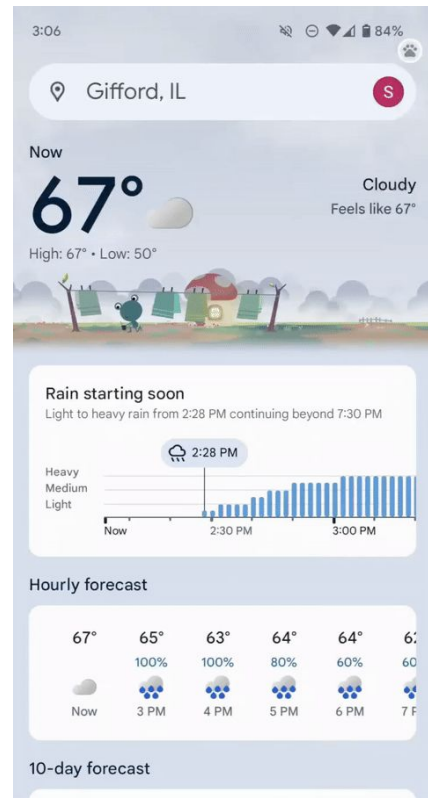 3:06 84%
Gifford, IL S
Now
67°
Cloudy
Feels like 67°
High: 67° • Low: 50°
Rain starting soon
Light to heavy rain from 2:28 PM continuing beyond 7:30 PM
2:28 PM
Heavy
Medium
Light
Now 2:30 PM 3:00 PM
Hourly forecast
67° 65° 63° 64° 64°
100% 100% 80% 60% 60
Now 3 PM 4 PM 5 PM 6 PM
10-day forecast